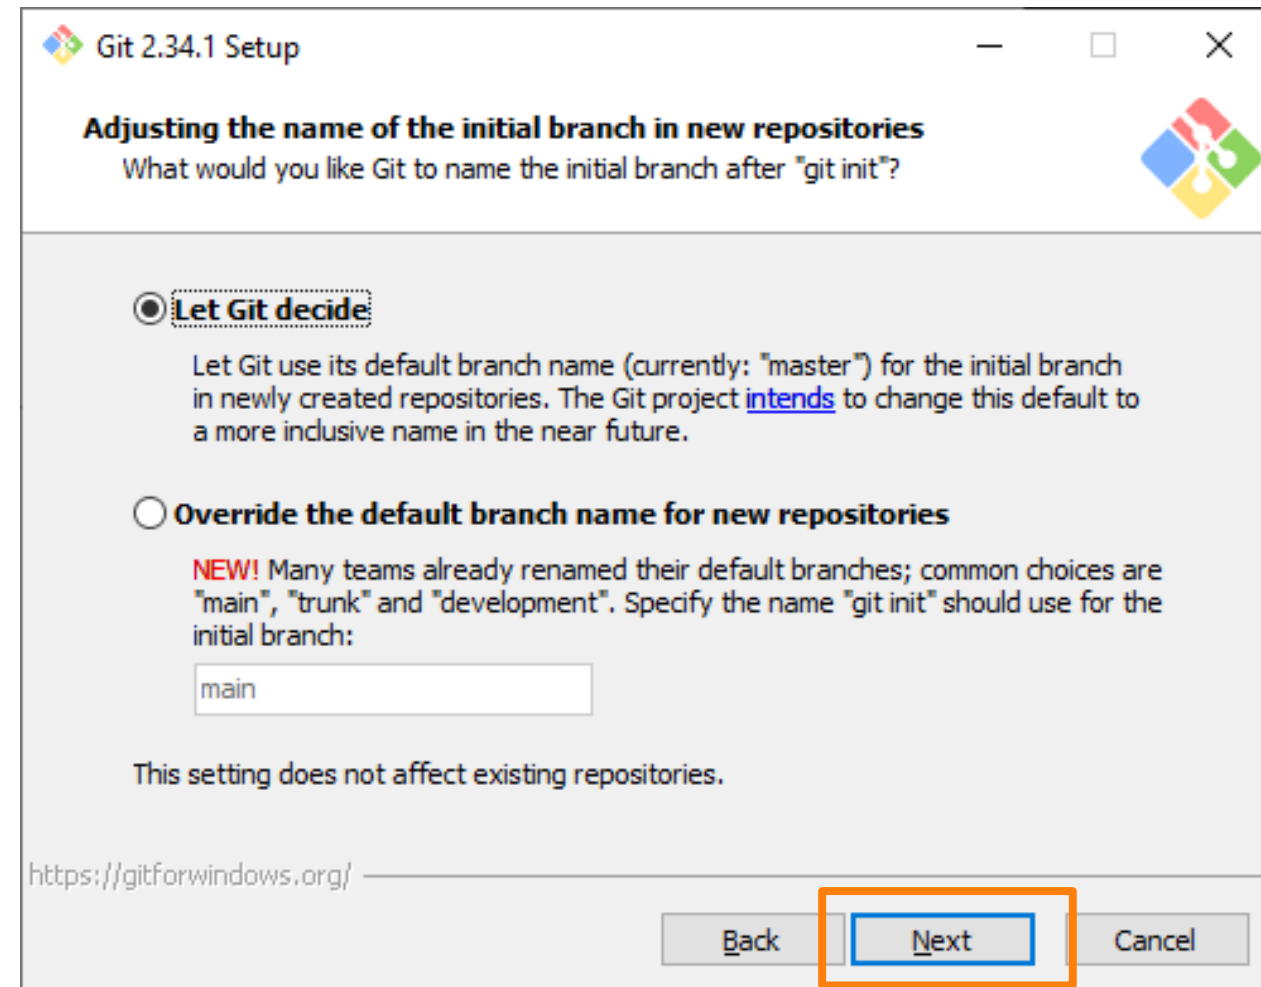 Git 2.34.1 Setup
Adjusting the name of the initial branch in new repositories
What would you like Git to name the initial branch after "git init"?
Let Git decide
Let Git use its default branch name (currently: "master") for the initial branch
in newly created repositories. The Git project intends to change this default to
a more inclusive name in the near future.
Override the default branch name for new repositories
NEW! Many teams already renamed their default branches; common choices are
"main", "trunk" and "development". Specify the name "git init" should use for the
initial branch:
main
This setting does not affect existing repositories.
https://gitforwindows.org/
Back
Next
Cancel